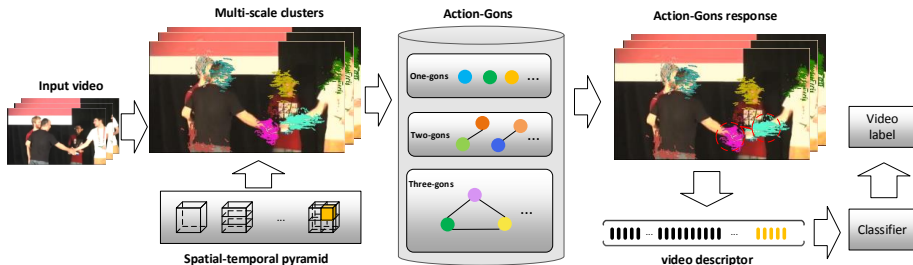 Multi-scale clusters
Action-Gons
Action-Gons response
Input video
One-gons
...
Two-gons
...
Three-gons
...
...
Spatial-temporal pyramid
... ...
video descriptor
Video
label
Classifier